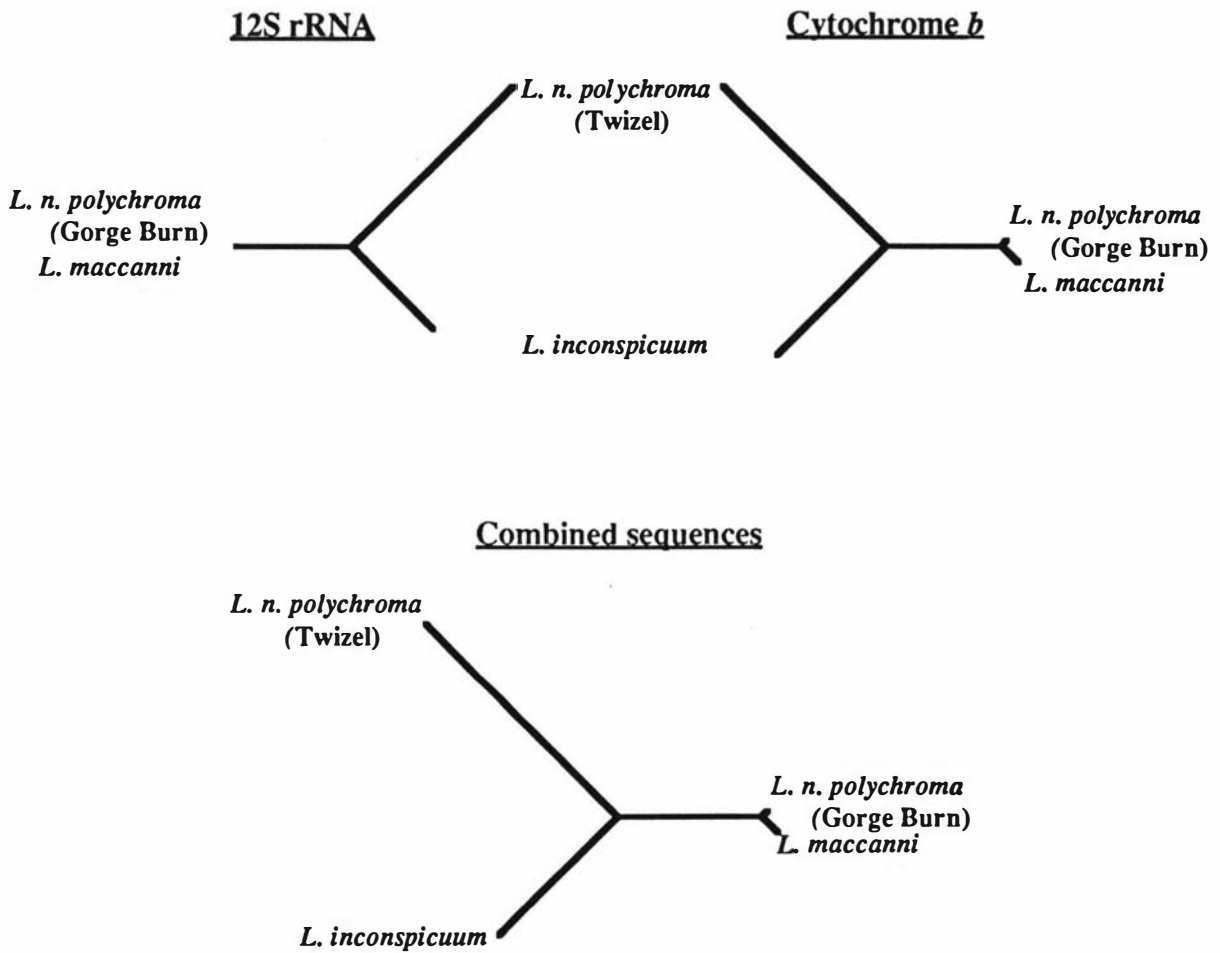 12S rRNA
Cytochrome b
L. n. polychroma
(Twizel)
L. n. polychroma
(Gorge Burn)
L. maccanni
L. n. polychroma
(Gorge Burn)
L. maccanni
L. inconspicuum
Combined sequences
L. n. polychroma
(Twizel)
L. n. polychroma
(Gorge Burn)
L. maccanni
L. inconspicuum